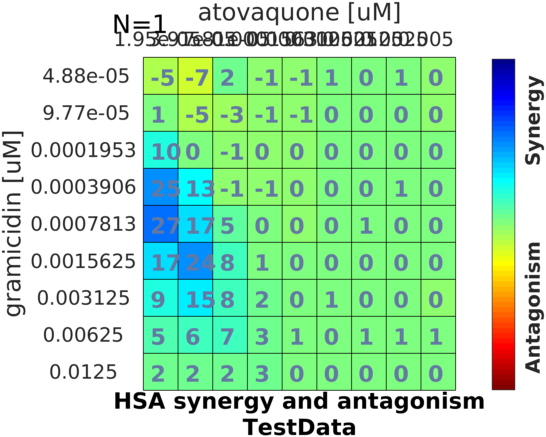 atovaquone [uM]
N=1
4.88e-05 -5 -7 2 -1 -1 1 0 1 0
9.77e-05 1 -5 -3 -1 -1 0 0 0 0
0.0001953 10 0 -1 0 0 0 0 0 0
0.0003906 25 13 -1 -1 0 0 0 1 0
0.0007813 27 17 5 0 0 0 1 0 0
0.0015625 17 24 8 1 0 0 0 0 0
0.003125 9 15 8 2 0 1 0 0 0
0.00625 5 6 7 3 1 0 1 1 1
0.0125 2 2 2 3 0 0 0 0 0
gramicidin [uM]
Synergy
Antagonism
HSA synergy and antagonism
TestData